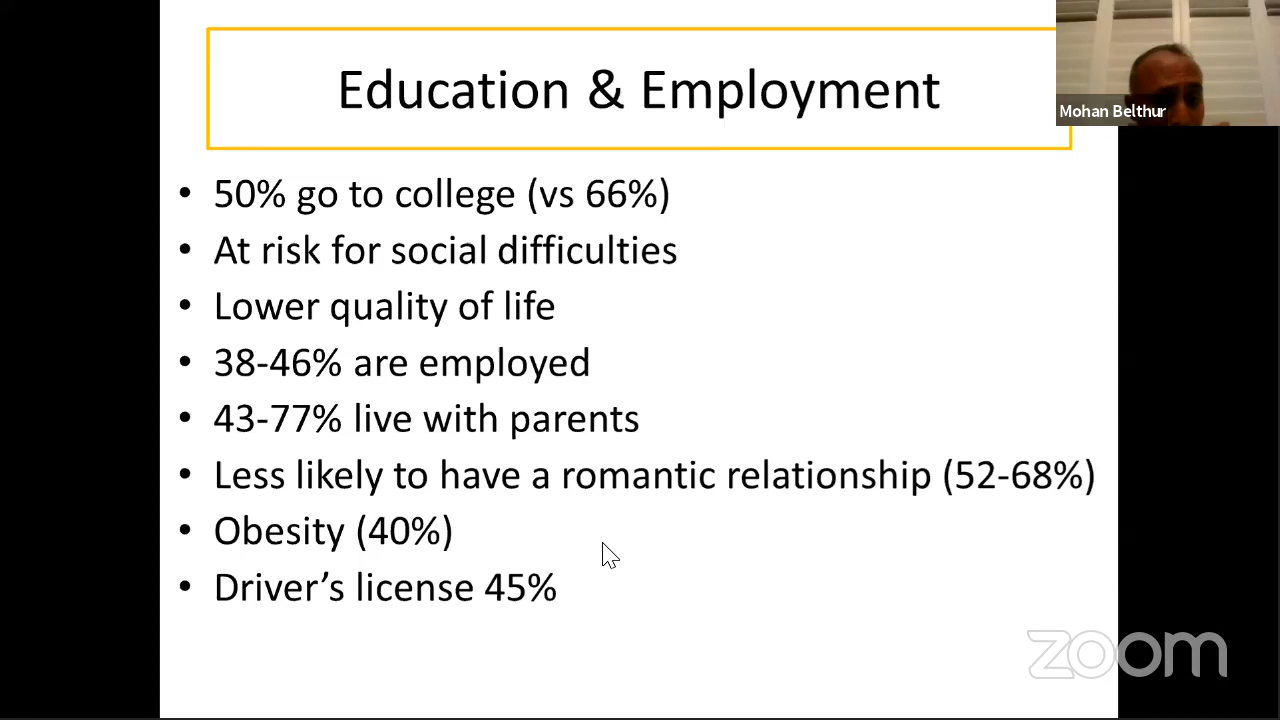 Education & Employment
Mohan Belthur
• 50% go to college (vs 66%)
• At risk for social difficulties
• Lower quality of life
• 38-46% are employed
• 43-77% live with parents
• Less likely to have a romantic relationship (52-68%)
• Obesity (40%)
• Driver’s license 45%
zoom